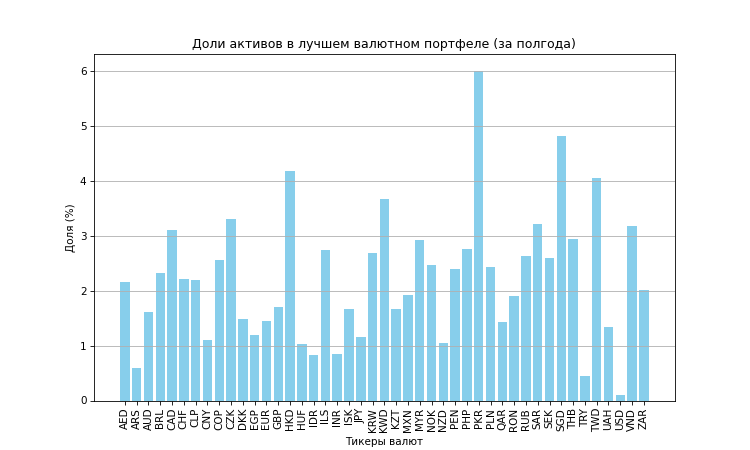 Доли активов в лучшем валютном портфеле (за полгода)
6
5
4
3
2
1
0
Доля (%)
AED ARS AUD BRL CAD CHF CLP CNY COP CZK DKK EGP EUR GBP HKD HUF IDR ILS INR ISK JPY KRW KWD KZT MXN MYR NOK NZD PEN PHP PKR PLN QAR RON RUB SAR SEK SGD THB TRY TWD UAH USD VND ZAR
Тикеры валют